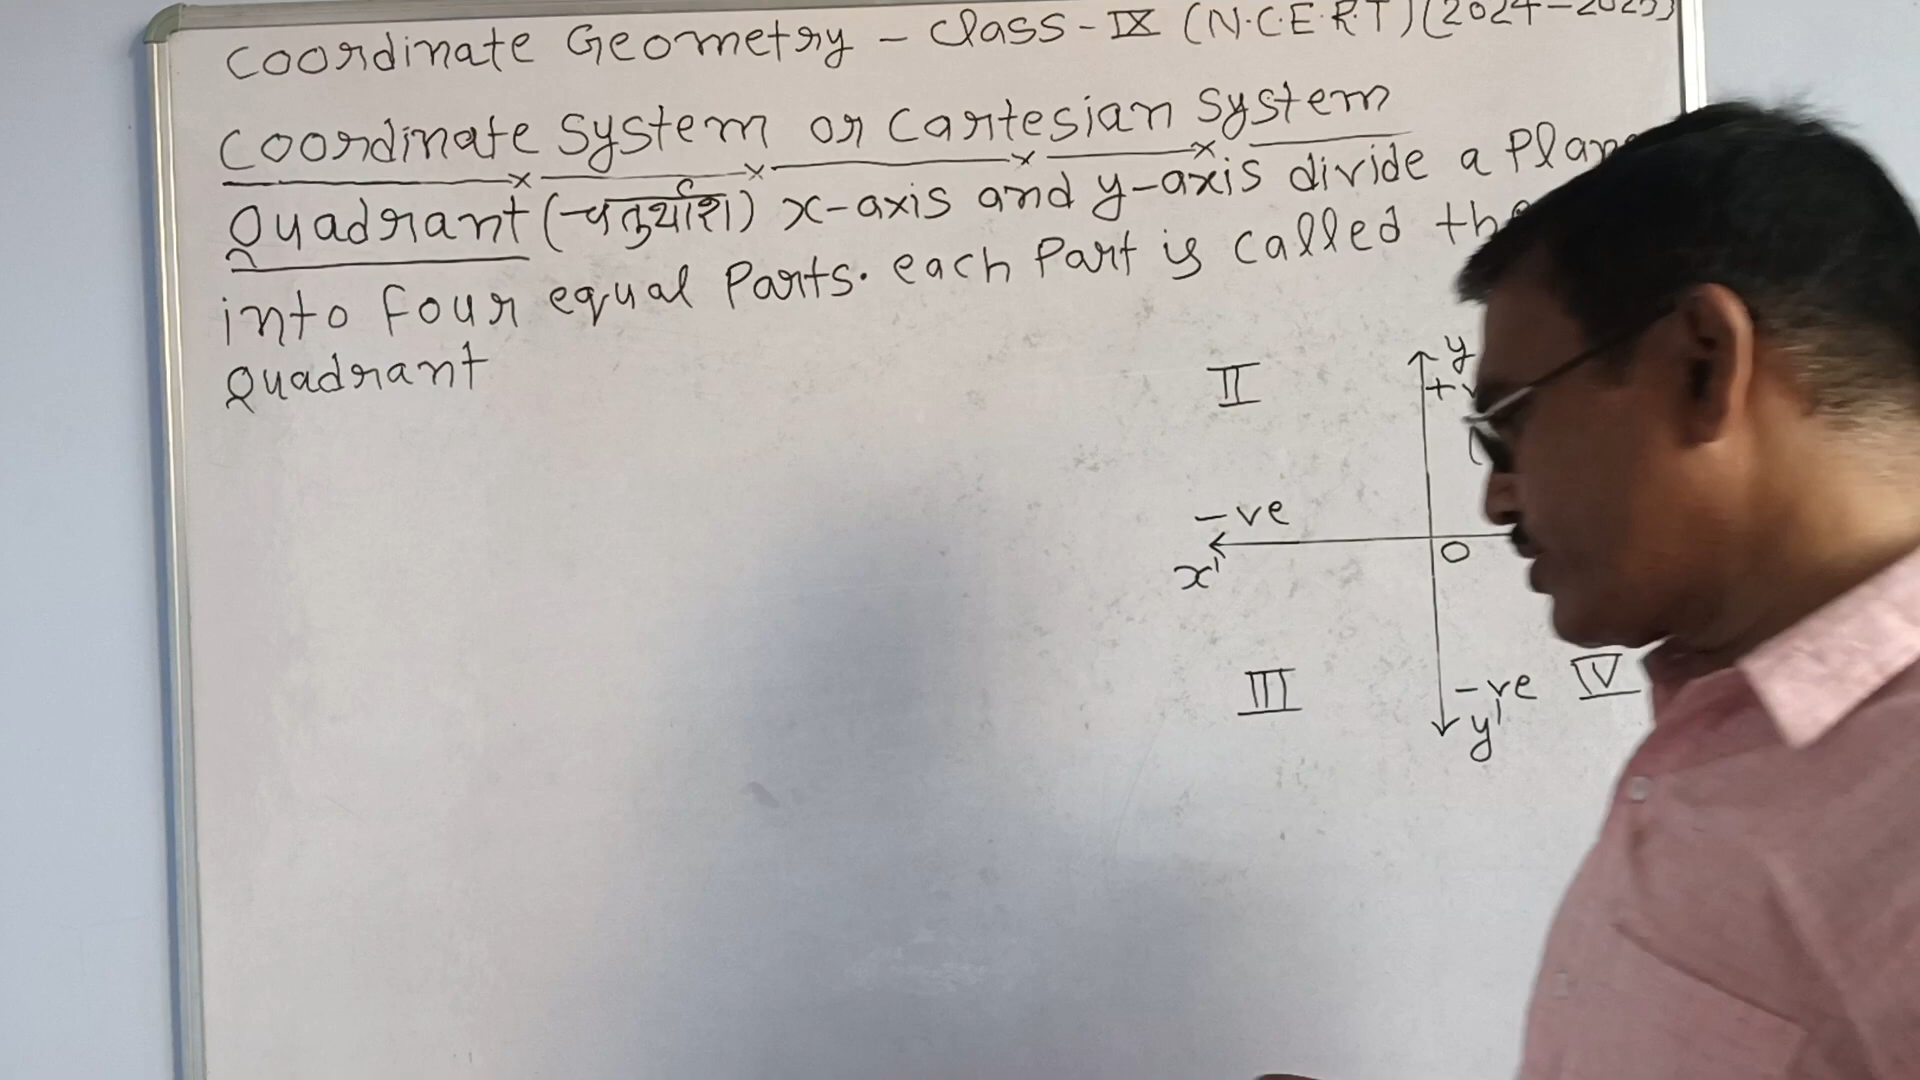 Coordinate Geometry - Class - IX (N.C.E.R.T) (2024-2025)
Coordinate System or Cartesian System
Quadrant (चतुर्थांश) x-axis and y-axis divide a Plane
into four equal Parts. each Part is called the
Quadrant
II
y
-ve
x'
O
III
-ve
IV
y'